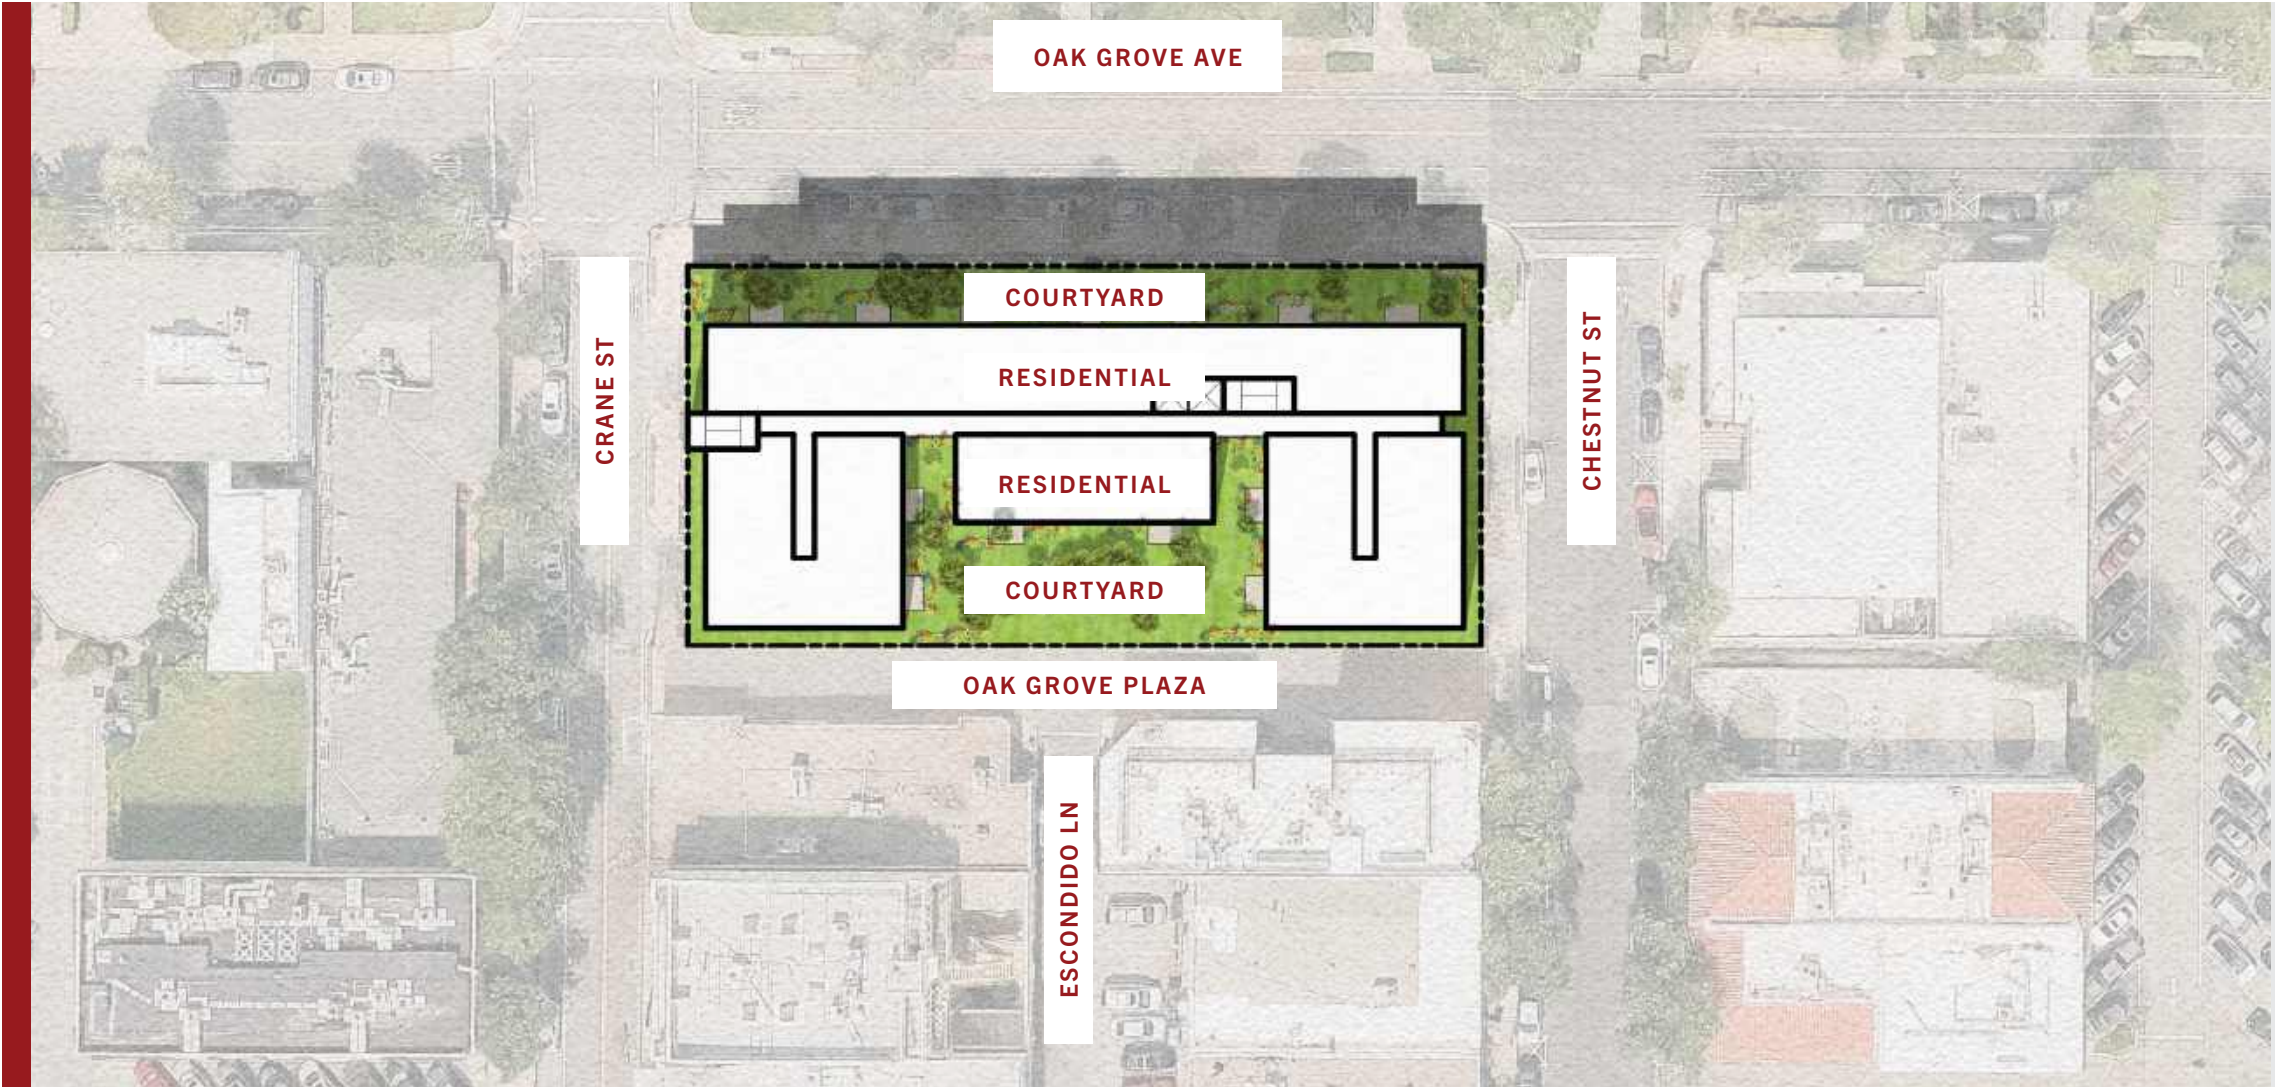 OAK GROVE AVE
COURTYARD
CRANE ST
RESIDENTIAL
CHESTNUT ST
RESIDENTIAL
COURTYARD
OAK GROVE PLAZA
ESCONDIDO LN